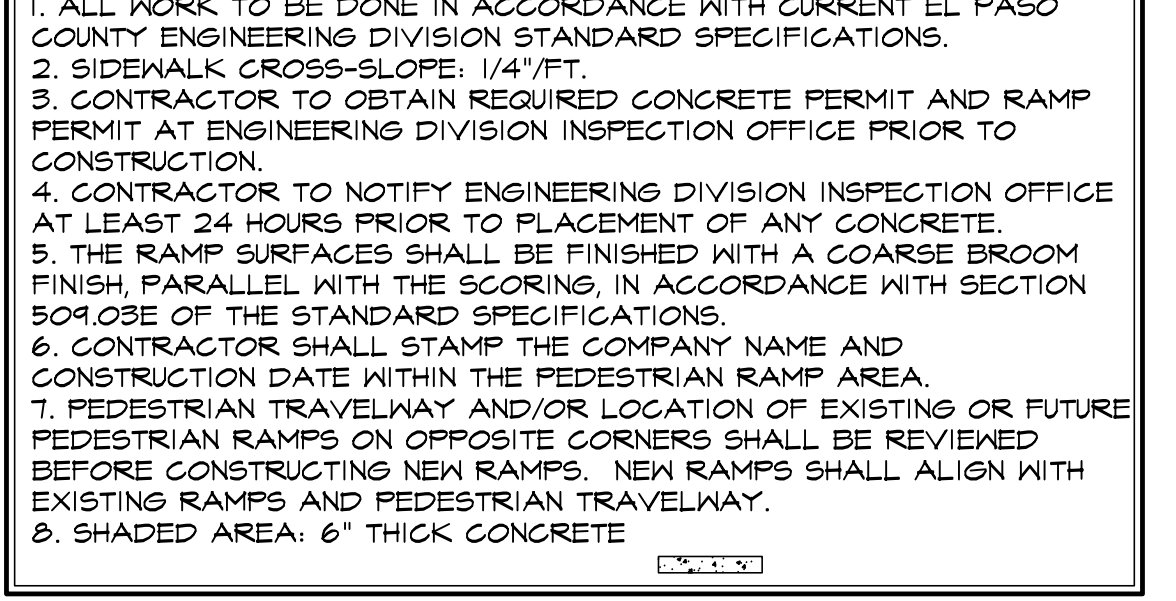 1. ALL WORK TO BE DONE IN ACCORDANCE WITH CURRENT EL PASO
COUNTY ENGINEERING DIVISION STANDARD SPECIFICATIONS.
2. SIDEWALK CROSS-SLOPE: 1/4"/FT.
3. CONTRACTOR TO OBTAIN REQUIRED CONCRETE PERMIT AND RAMP
PERMIT AT ENGINEERING DIVISION INSPECTION OFFICE PRIOR TO
CONSTRUCTION.
4. CONTRACTOR TO NOTIFY ENGINEERING DIVISION INSPECTION OFFICE
AT LEAST 24 HOURS PRIOR TO PLACEMENT OF ANY CONCRETE.
5. THE RAMP SURFACES SHALL BE FINISHED WITH A COARSE BROOM
FINISH, PARALLEL WITH THE SCORING, IN ACCORDANCE WITH SECTION
509.03E OF THE STANDARD SPECIFICATIONS.
6. CONTRACTOR SHALL STAMP THE COMPANY NAME AND
CONSTRUCTION DATE WITHIN THE PEDESTRIAN RAMP AREA.
7. PEDESTRIAN TRAVELWAY AND/OR LOCATION OF EXISTING OR FUTURE
PEDESTRIAN RAMPS ON OPPOSITE CORNERS SHALL BE REVIEWED
BEFORE CONSTRUCTING NEW RAMPS.  NEW RAMPS SHALL ALIGN WITH
EXISTING RAMPS AND PEDESTRIAN TRAVELWAY.
8. SHADED AREA: 6" THICK CONCRETE